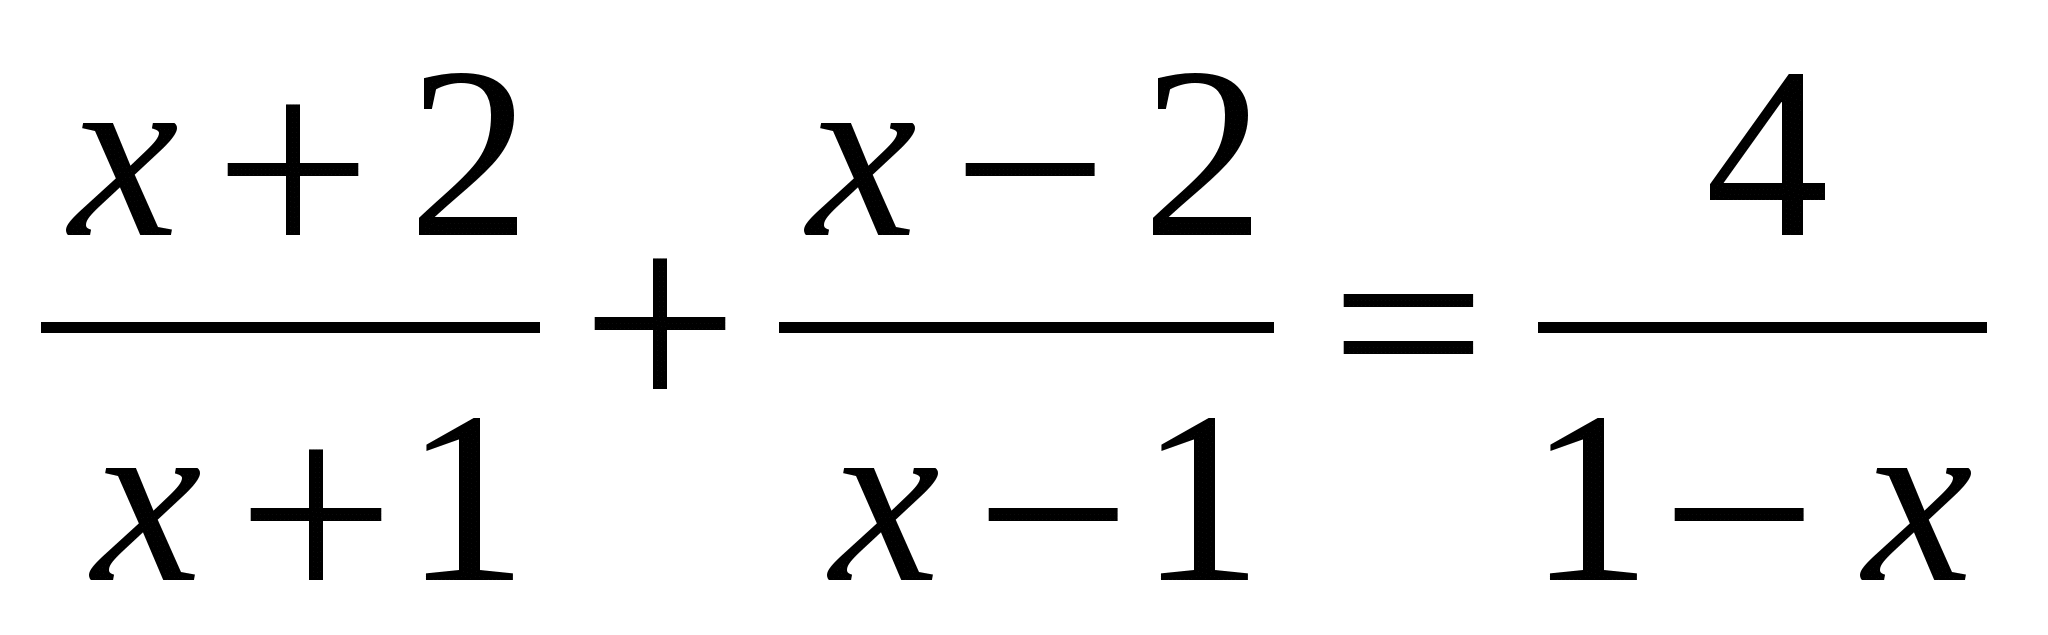 x + 2 / x + 1 + x − 2 / x − 1 = 4 / 1 − x